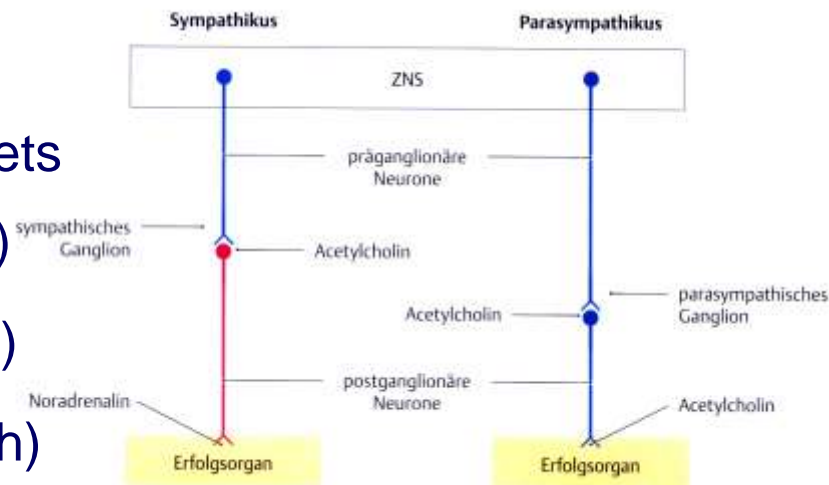 Sympathikus
Parasympathikus
ZNS
ets
präganglionäre
Neurone
)
sympathisches
Ganglion
Acetylcholin
parasympathisches
Ganglion
Acetylcholin
)
postganglionäre
Neurone
Noradrenalin
Acetylcholin
h)
Erfolgsorgan
Erfolgsorgan